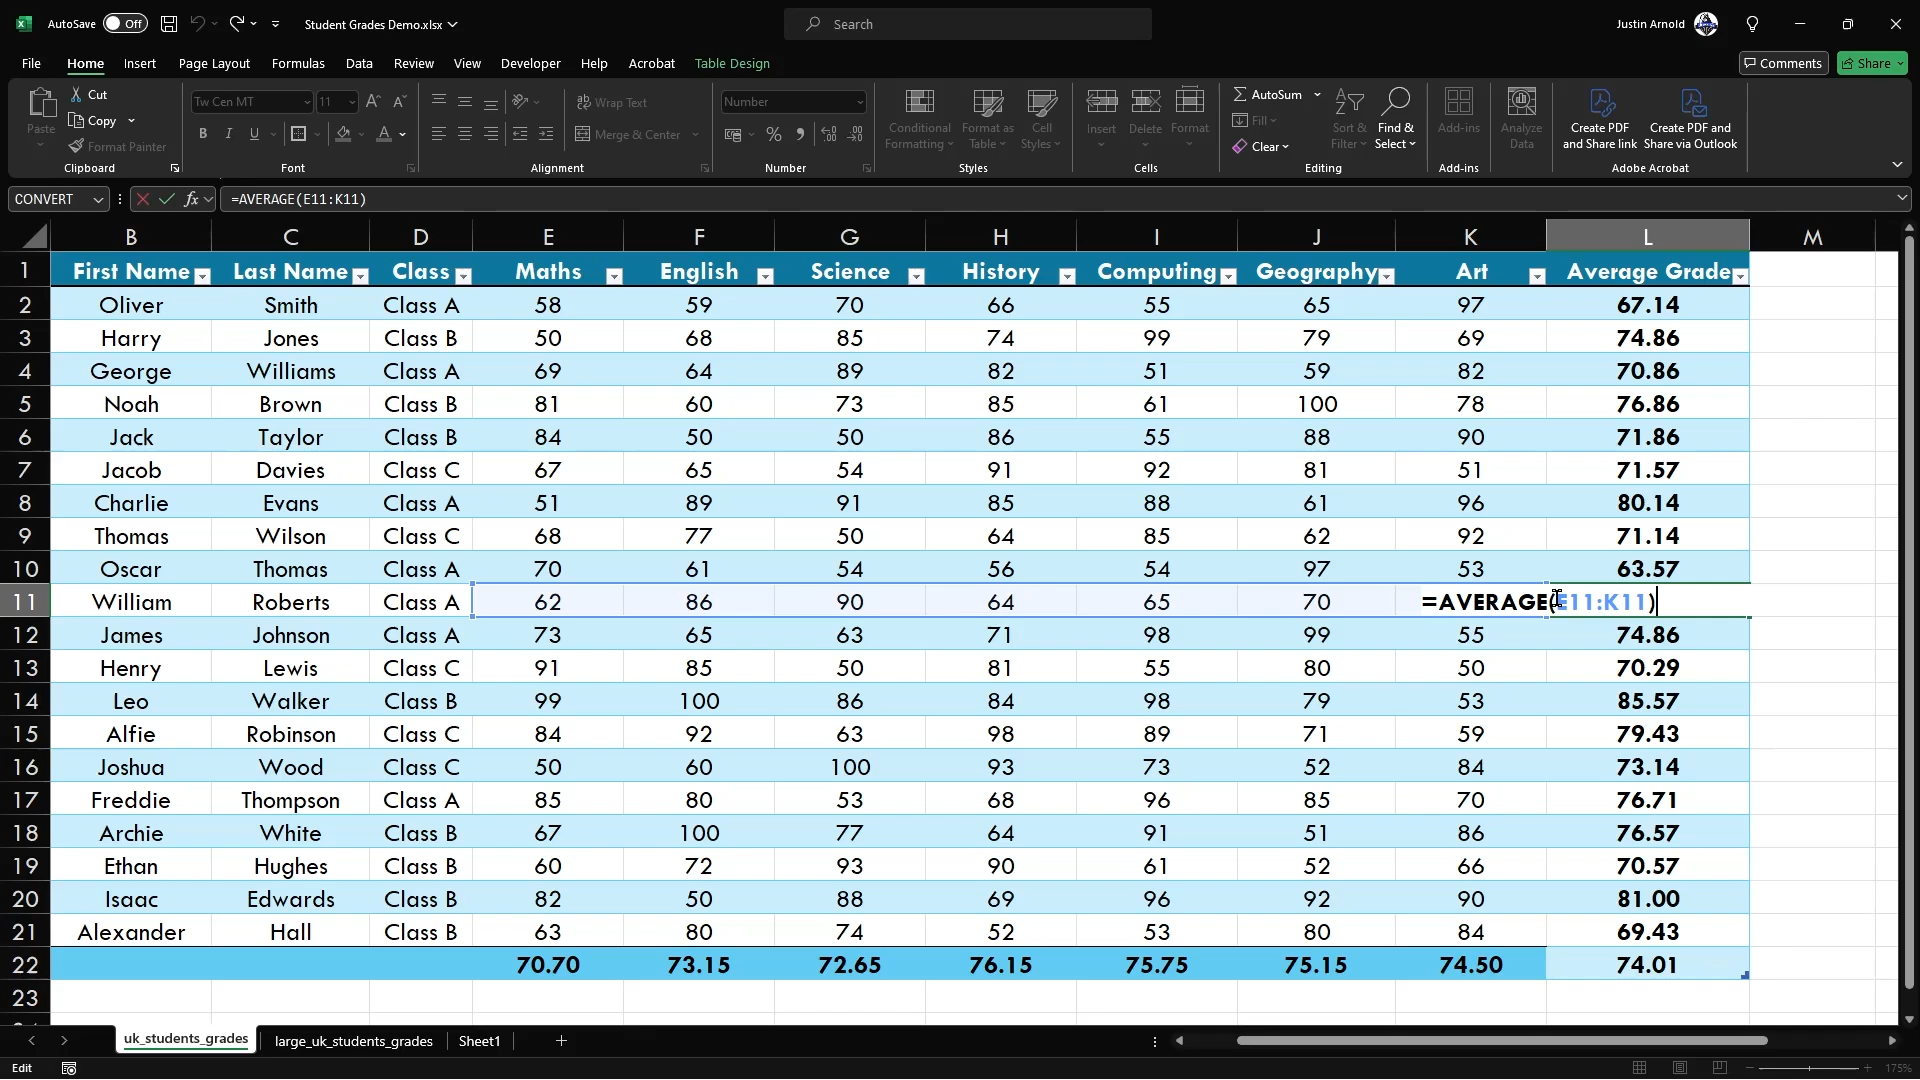 AutoSave Off Student Grades Demo.xlsx Search Justin Arnold
File Home Insert Page Layout Formulas Data Review View Developer Help Acrobat Table Design Comments Share
Paste Cut Copy Format Painter Clipboard
Tw Cen MT 11 B I U A Font
Wrap Text Merge & Center Alignment
Number % Number
Conditional Formatting Format as Table Cell Styles Styles
Insert Delete Format Cells
AutoSum Fill Clear Sort & Filter Find & Select Editing
Add-ins Add-ins
Analyze Data
Create PDF and Share link Create PDF and Share via Outlook Adobe Acrobat
CONVERT fx =AVERAGE(E11:K11)
B C D E F G H I J K L M
1 First Name Last Name Class Maths English Science History Computing Geography Art Average Grade
2 Oliver Smith Class A 58 59 70 66 55 65 97 67.14
3 Harry Jones Class B 50 68 85 74 99 79 69 74.86
4 George Williams Class A 69 64 89 82 51 59 82 70.86
5 Noah Brown Class B 81 60 73 85 61 100 78 76.86
6 Jack Taylor Class B 84 50 50 86 55 88 90 71.86
7 Jacob Davies Class C 67 65 54 91 92 81 51 71.57
8 Charlie Evans Class A 51 89 91 85 88 61 96 80.14
9 Thomas Wilson Class C 68 77 50 64 85 62 92 71.14
10 Oscar Thomas Class A 70 61 54 56 54 97 53 63.57
11 William Roberts Class A 62 86 90 64 65 70 =AVERAGE(E11:K11)
12 James Johnson Class A 73 65 63 71 98 99 55 74.86
13 Henry Lewis Class C 91 85 50 81 55 80 50 70.29
14 Leo Walker Class B 99 100 86 84 98 79 53 85.57
15 Alfie Robinson Class C 84 92 63 98 89 71 59 79.43
16 Joshua Wood Class C 50 60 100 93 73 52 84 73.14
17 Freddie Thompson Class A 85 80 53 68 96 85 70 76.71
18 Archie White Class B 67 100 77 64 91 51 86 76.57
19 Ethan Hughes Class B 60 72 93 90 61 52 66 70.57
20 Isaac Edwards Class B 82 50 88 69 96 92 90 81.00
21 Alexander Hall Class B 63 80 74 52 53 80 84 69.43
22 70.70 73.15 72.65 76.15 75.75 75.15 74.50 74.01
23
uk_students_grades large_uk_students_grades Sheet1
Edit 175%